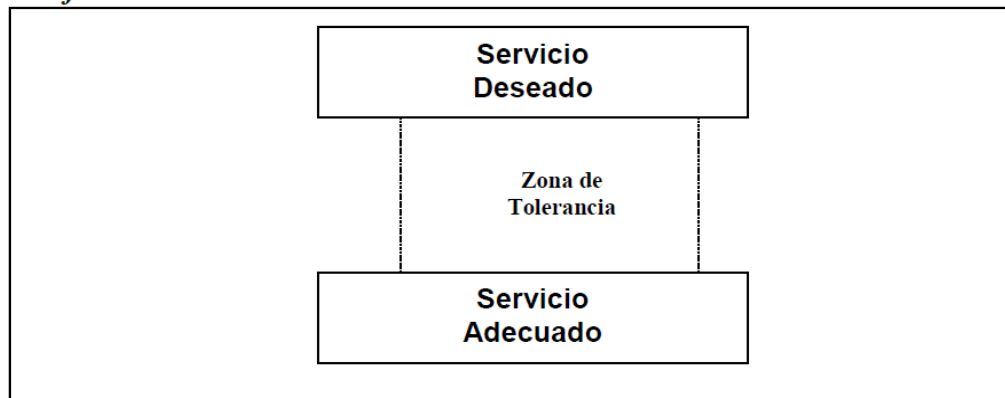 Servicio
Deseado
Zona de
Tolerancia
Servicio
Adecuado